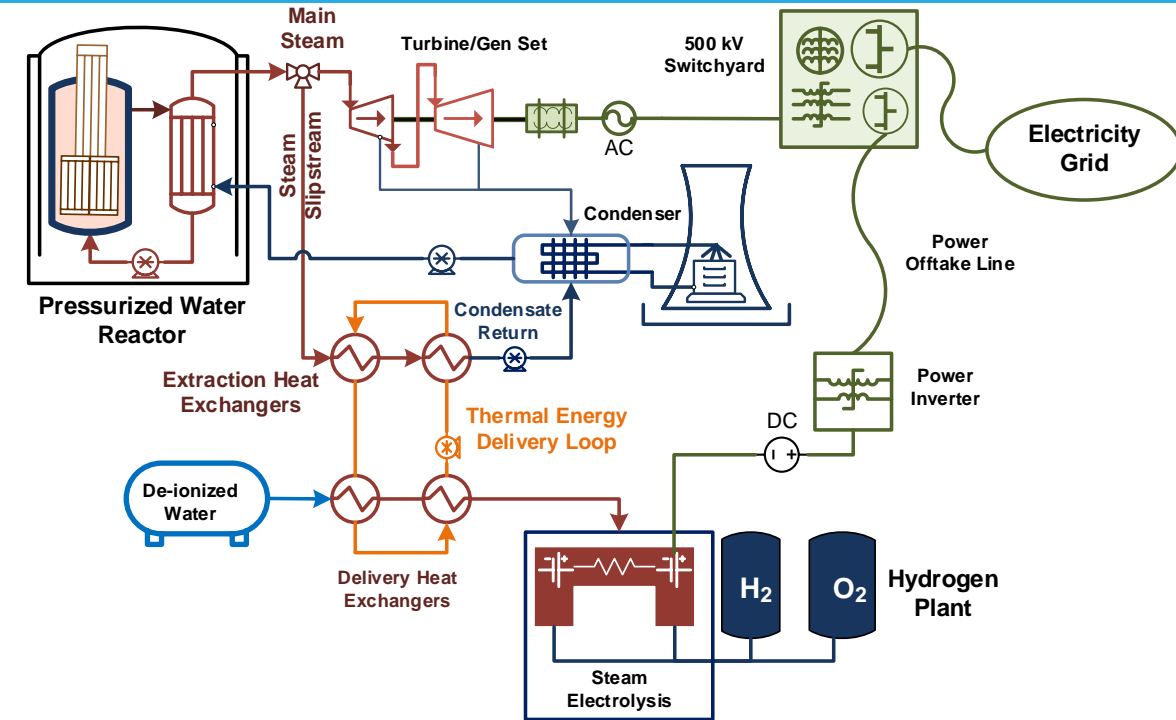 Main
Steam
Turbine/Gen Set
500 kV
Switchyard
AC
Electricity
Grid
Steam
Slipstream
Condenser
Power
Offtake Line
Pressurized Water
Reactor
Condensate
Return
Extraction Heat
Exchangers
Thermal Energy
Delivery Loop
Power
Inverter
DC
De-ionized
Water
Delivery Heat
Exchangers
H2
O2
Hydrogen
Plant
Steam
Electrolysis